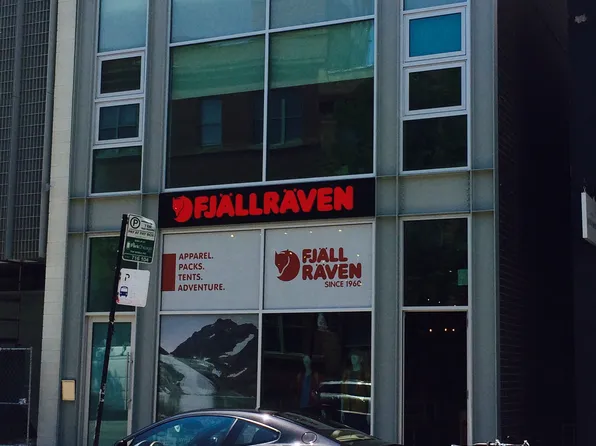 FJÄLLRÄVEN
APPAREL.
PACKS.
TENTS.
ADVENTURE.
FJÄLL
RÄVEN
SINCE 1960
P